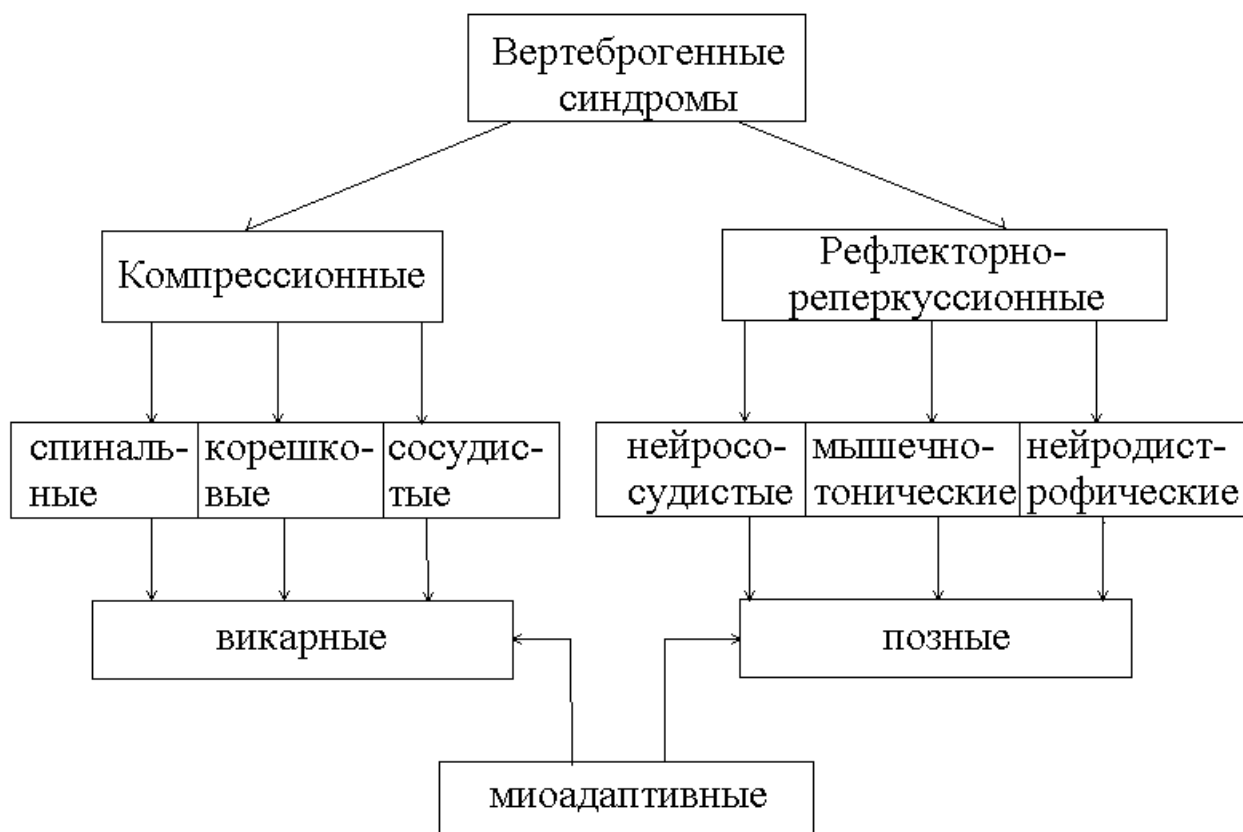 Вертеброгенные
синдромы
Компрессионные
Рефлекторно-
реперкуссионные
спиналь-
ные
корешко-
вые
сосудис-
тые
нейросо-
судистые
мышечно-
тонические
нейродист-
рофические
викарные
позные
миоадаптивные